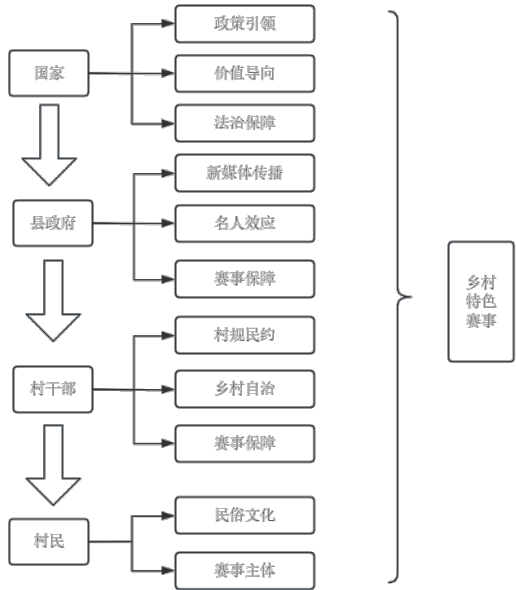 国家
政策引领
价值导向
法治保障
县政府
新媒体传播
名人效应
赛事保障
村干部
村规民约
乡村自治
赛事保障
村民
民俗文化
赛事主体
乡村
特色
赛事